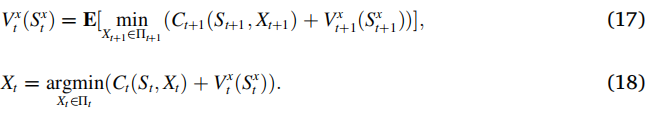 V_t^x(S_t^x) = E[ min_{X_{t+1}∈Π_{t+1}} (C_{t+1}(S_{t+1}, X_{t+1}) + V_{t+1}^x(S_{t+1}^x))], (17)
X_t = argmin_{X_t∈Π_t}(C_t(S_t, X_t) + V_t^x(S_t^x)). (18)